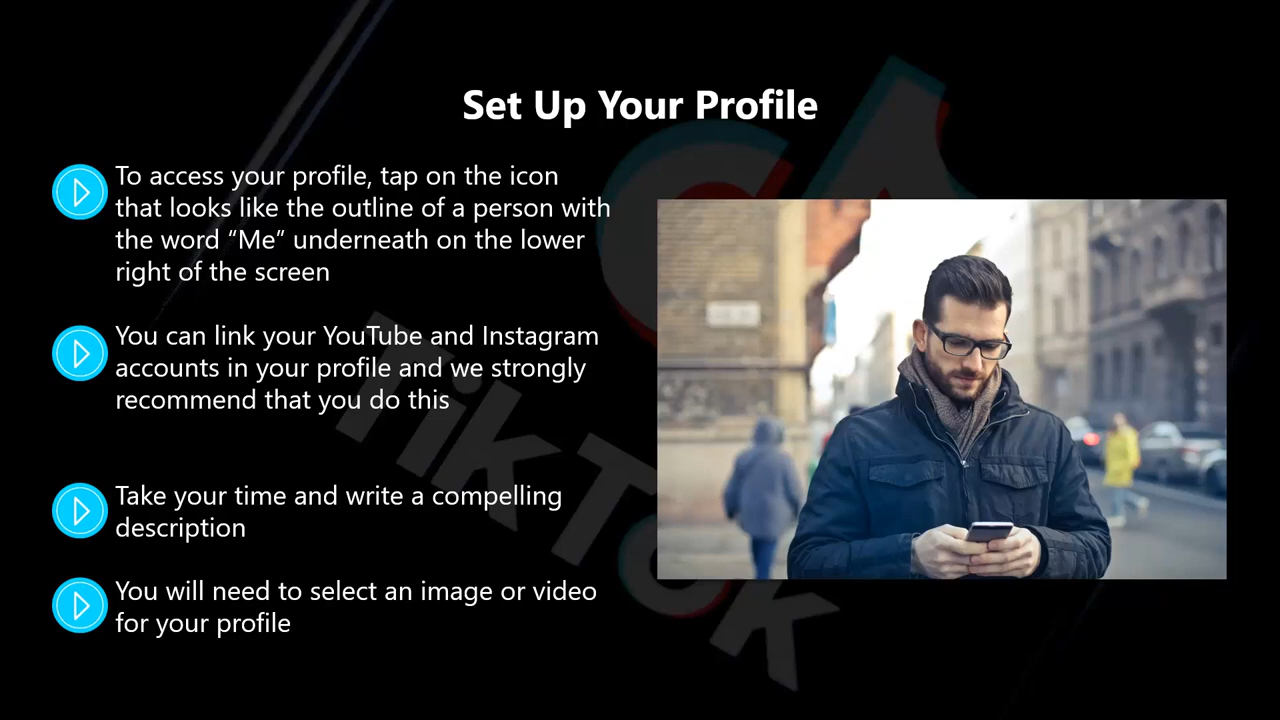 Set Up Your Profile
To access your profile, tap on the icon
that looks like the outline of a person with
the word “Me” underneath on the lower
right of the screen
You can link your YouTube and Instagram
accounts in your profile and we strongly
recommend that you do this
Take your time and write a compelling
description
You will need to select an image or video
for your profile
TikTok